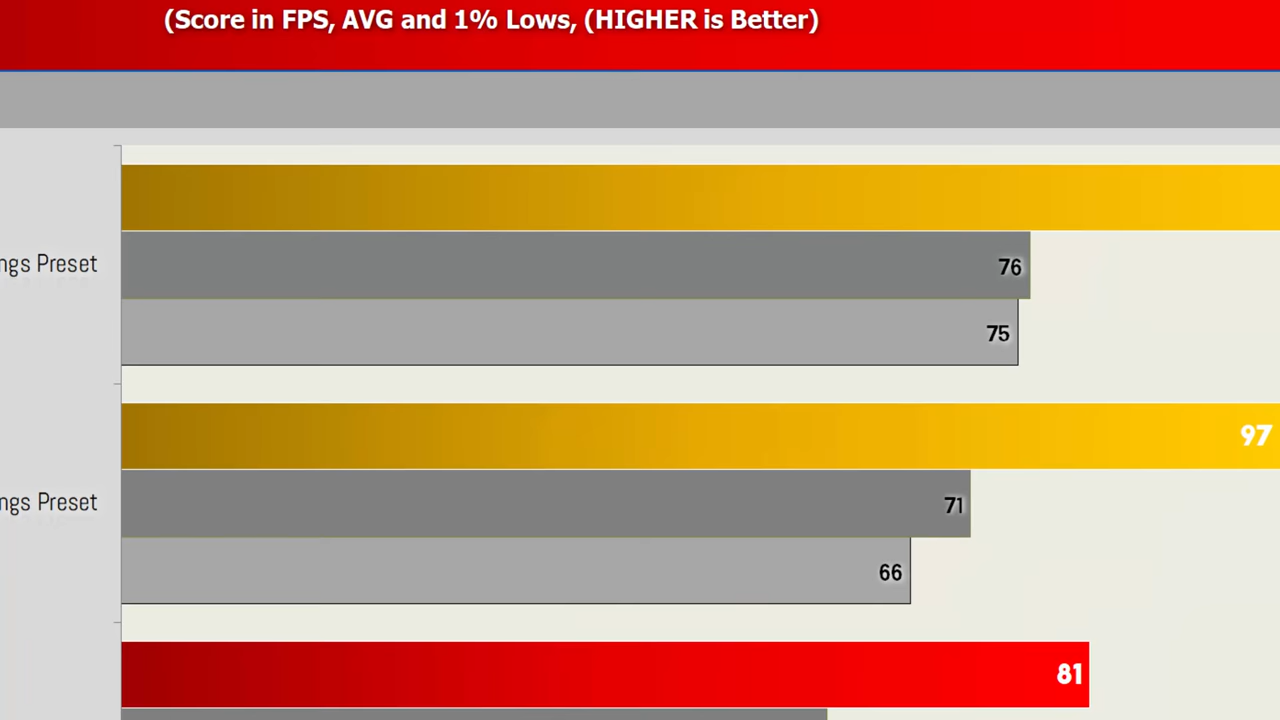 (Score in FPS, AVG and 1% Lows, (HIGHER is Better)
76
ngs Preset
75
97
71
ngs Preset
66
81